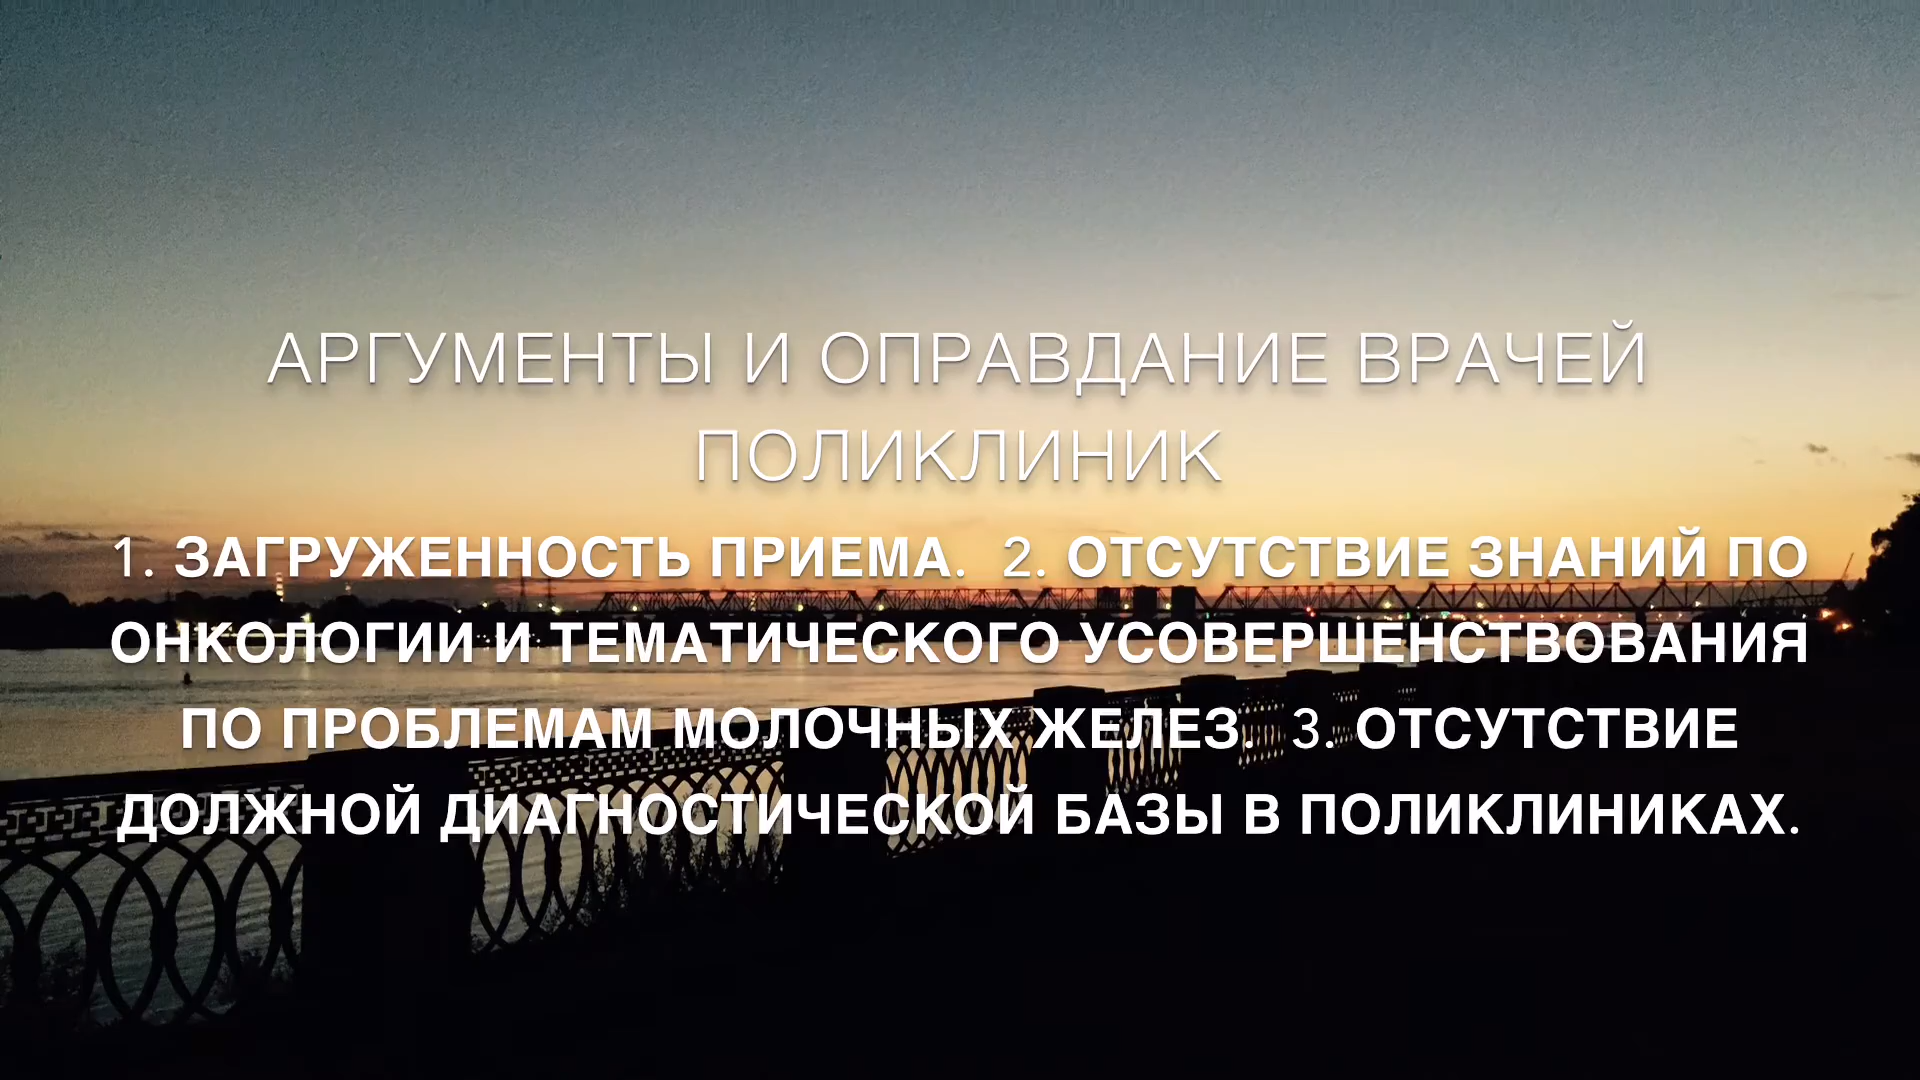 АРГУМЕНТЫ И ОПРАВДАНИЕ ВРАЧЕЙ
ПОЛИКЛИНИК
1. ЗАГРУЖЕННОСТЬ ПРИЕМА. 2. ОТСУТСТВИЕ ЗНАНИЙ ПО
ОНКОЛОГИИ И ТЕМАТИЧЕСКОГО УСОВЕРШЕНСТВОВАНИЯ
ПО ПРОБЛЕМАМ МОЛОЧНЫХ ЖЕЛЕЗ. 3. ОТСУТСТВИЕ
ДОЛЖНОЙ ДИАГНОСТИЧЕСКОЙ БАЗЫ В ПОЛИКЛИНИКАХ.